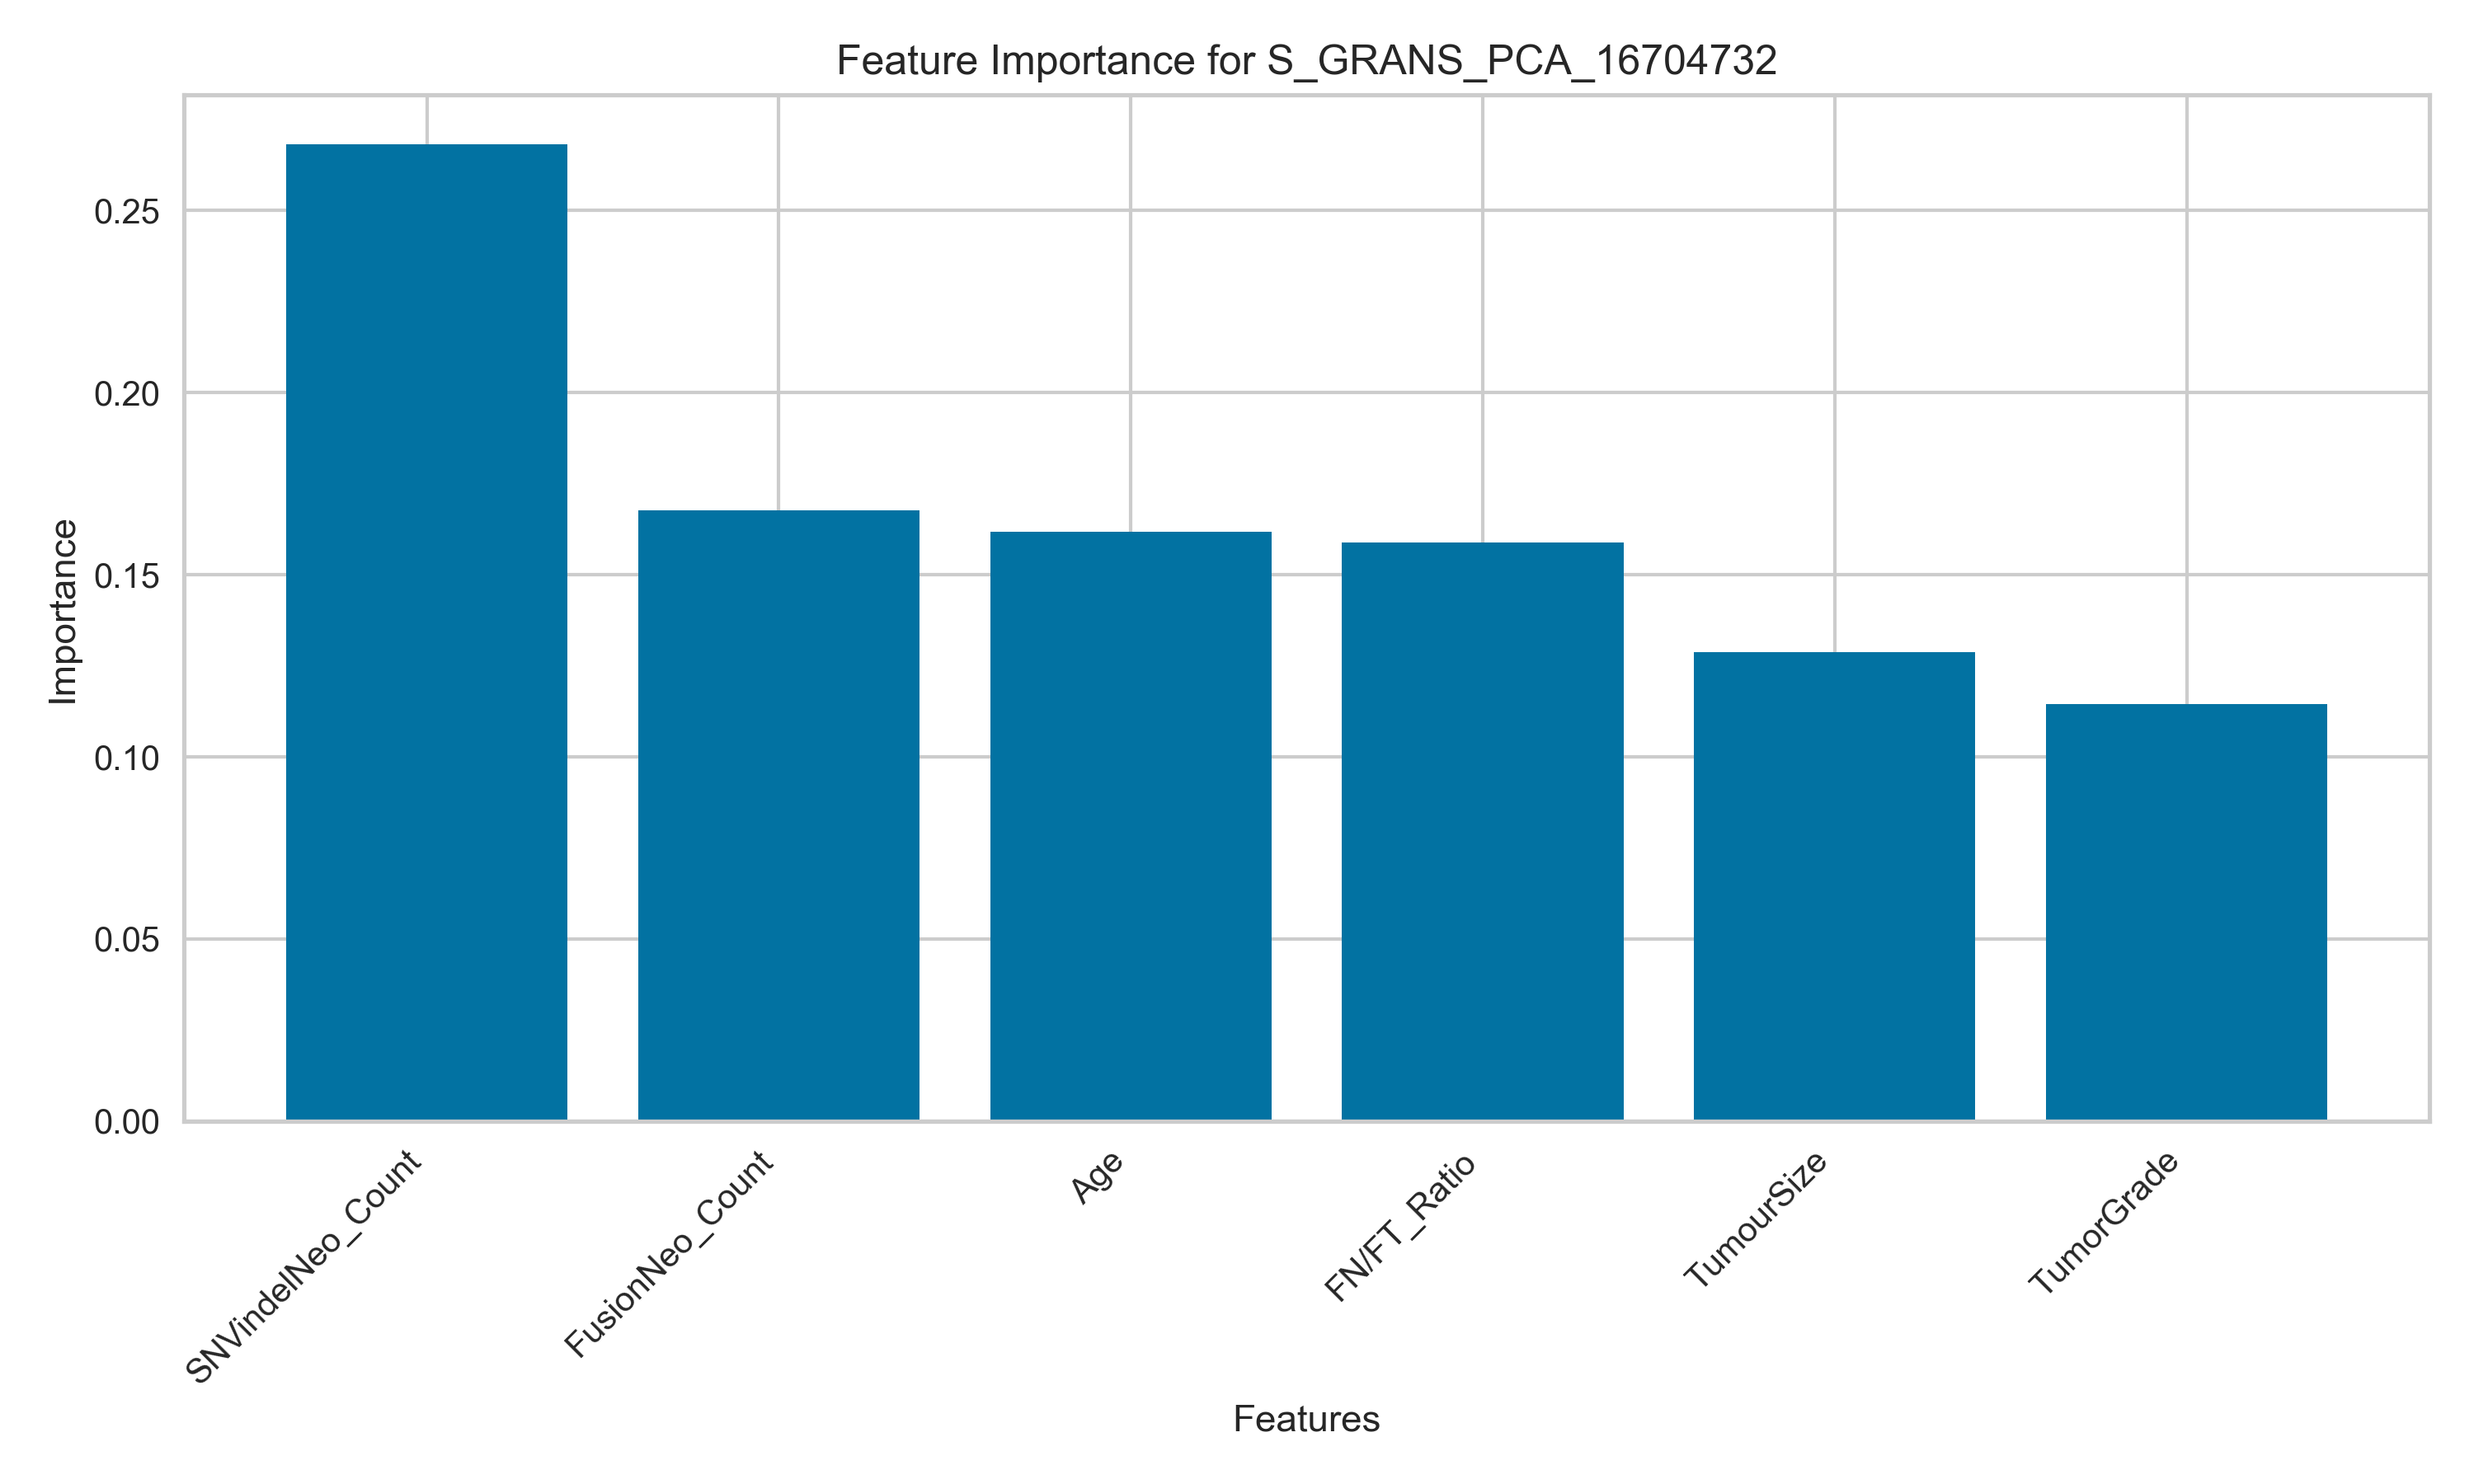 Feature Importance for S_GRANS_PCA_16704732
Importance
0.25
0.20
0.15
0.10
0.05
0.00
SNVindelNeo_Count
FusionNeo_Count
Age
FN/FT_Ratio
TumourSize
TumorGrade
Features